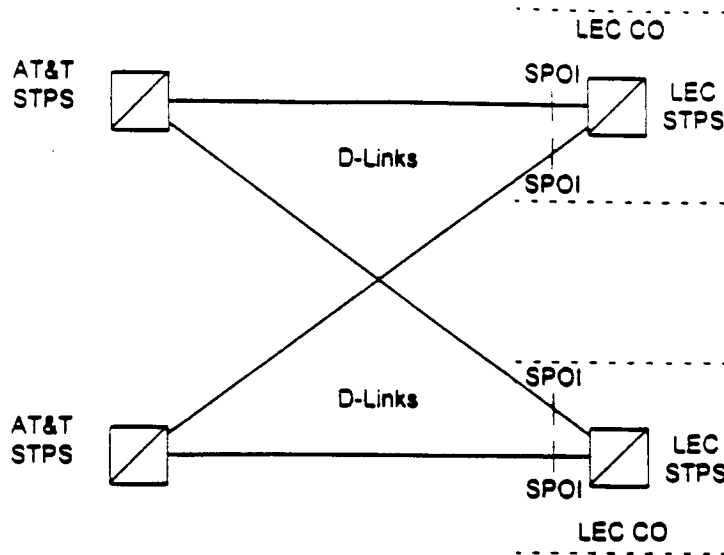 LEC CO
AT&T
STPS
SPOI
LEC
STPS
D-Links
SPOI
SPOI
D-Links
AT&T
STPS
LEC
STPS
SPOI
LEC CO